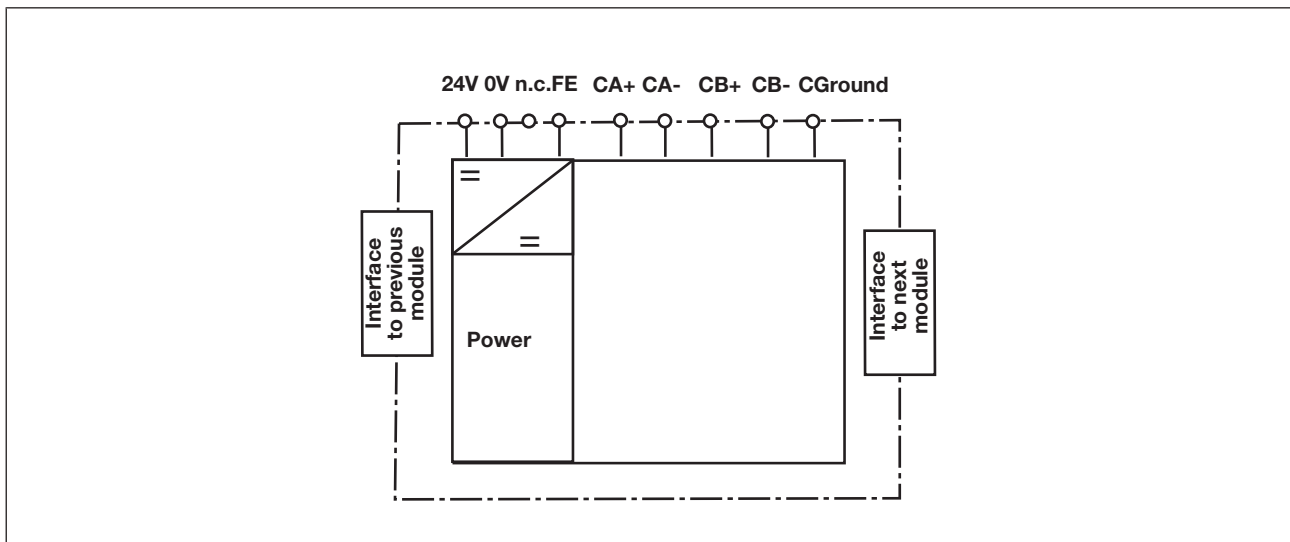 24V 0V n.c.FE CA+ CA- CB+ CB- CGround
Interface
to previous
module
Power
Interface
to next
module